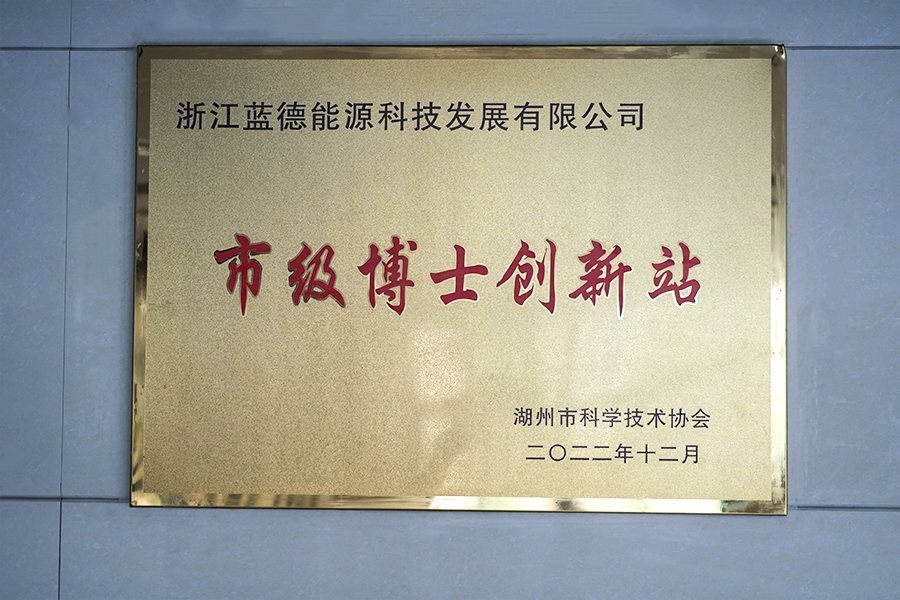 浙江蓝德能源科技发展有限公司
市级博士创新站
湖州市科学技术协会
二〇二二年十二月